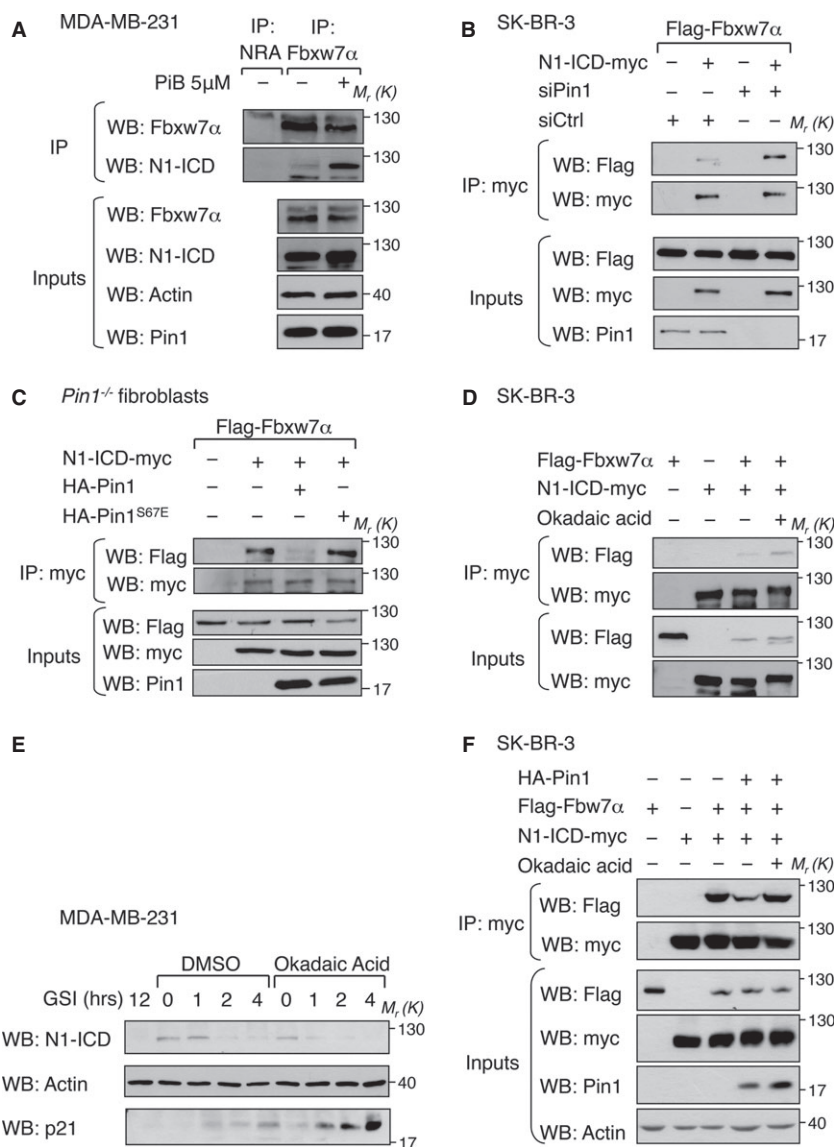 A MDA-MB-231
IP: IP:
NRA Fbxw7α
PiB 5µM – – + Mr (K)
IP
WB: Fbxw7α 130
WB: N1-ICD 130
Inputs
WB: Fbxw7α 130
WB: N1-ICD 130
WB: Actin 40
WB: Pin1 17
B SK-BR-3
Flag-Fbxw7α
N1-ICD-myc – + – +
siPin1 – – + +
siCtrl + + – – Mr (K)
IP: myc
WB: Flag 130
WB: myc 130
Inputs
WB: Flag 130
WB: myc 130
WB: Pin1 17
C Pin1-/- fibroblasts
Flag-Fbxw7α
N1-ICD-myc – + + +
HA-Pin1 – – + –
HA-Pin1S67E – – – + Mr (K)
IP: myc
WB: Flag 130
WB: myc 130
Inputs
WB: Flag 130
WB: myc 130
WB: Pin1 17
D SK-BR-3
Flag-Fbxw7α + – + +
N1-ICD-myc – + + +
Okadaic acid – – – + Mr (K)
IP: myc
WB: Flag 130
WB: myc 130
Inputs
WB: Flag 130
WB: myc 130
E
MDA-MB-231
DMSO Okadaic Acid
GSI (hrs) 12 0 1 2 4 0 1 2 4 Mr (K)
WB: N1-ICD 130
WB: Actin 40
WB: p21 17
F SK-BR-3
HA-Pin1 – – – + +
Flag-Fbw7α + – + + +
N1-ICD-myc – + + + +
Okadaic acid – – – – + Mr (K)
IP: myc
WB: Flag 130
WB: myc 130
Inputs
WB: Flag 130
WB: myc 130
WB: Pin1 17
WB: Actin 40